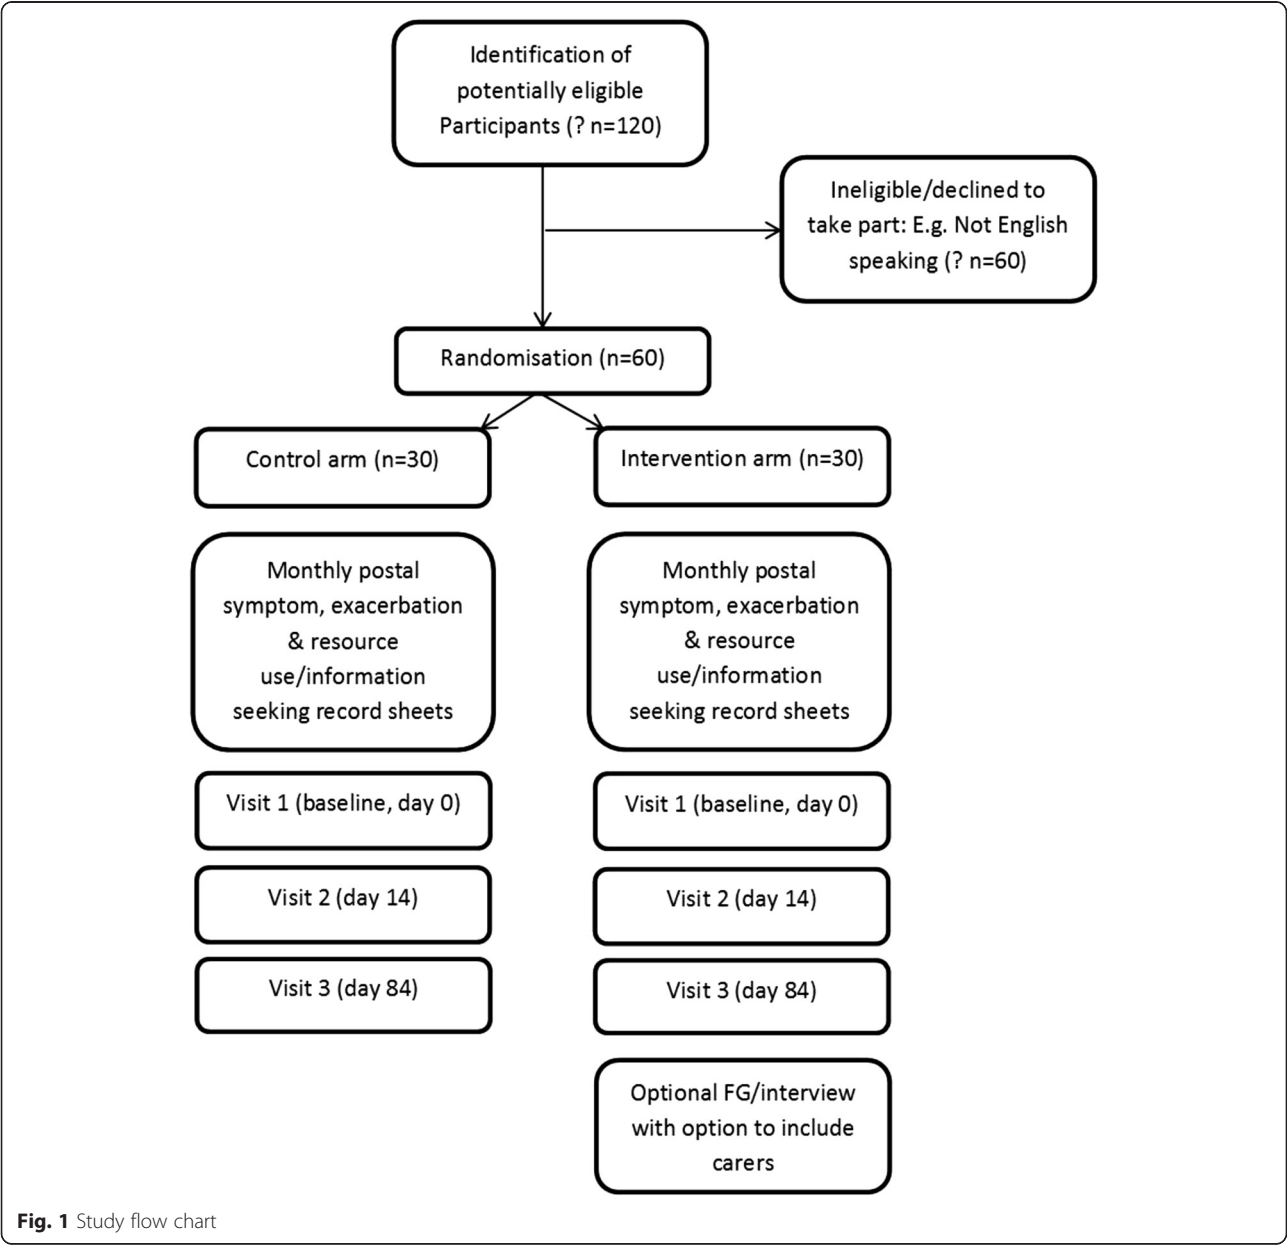 Identification of
potentially eligible
Participants (? n=120)
Ineligible/declined to
take part: E.g. Not English
speaking (? n=60)
Randomisation (n=60)
Control arm (n=30)
Intervention arm (n=30)
Monthly postal
symptom, exacerbation
& resource
use/information
seeking record sheets
Monthly postal
symptom, exacerbation
& resource
use/information
seeking record sheets
Visit 1 (baseline, day 0)
Visit 1 (baseline, day 0)
Visit 2 (day 14)
Visit 2 (day 14)
Visit 3 (day 84)
Visit 3 (day 84)
Optional FG/interview
with option to include
carers
Fig. 1 Study flow chart